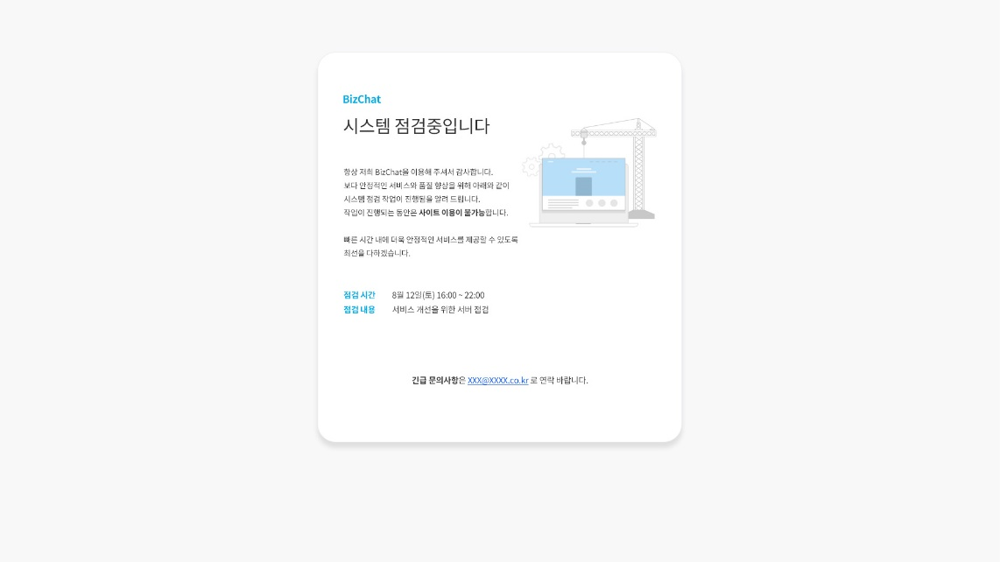 BizChat
시스템 점검중입니다
항상 저희 BizChat을 이용해 주셔서 감사합니다.
보다 안정적인 서비스와 품질 향상을 위해 아래와 같이
시스템 점검 작업이 진행됨을 알려 드립니다.
작업이 진행되는 동안은 사이트 이용이 불가능합니다.
빠른 시간 내에 더욱 안정적인 서비스를 제공할 수 있도록
최선을 다하겠습니다.
점검 시간 8월 12일(토) 16:00 ~ 22:00
점검 내용 서비스 개선을 위한 서버 점검
긴급 문의사항은 XXX@XXXX.co.kr 로 연락 바랍니다.